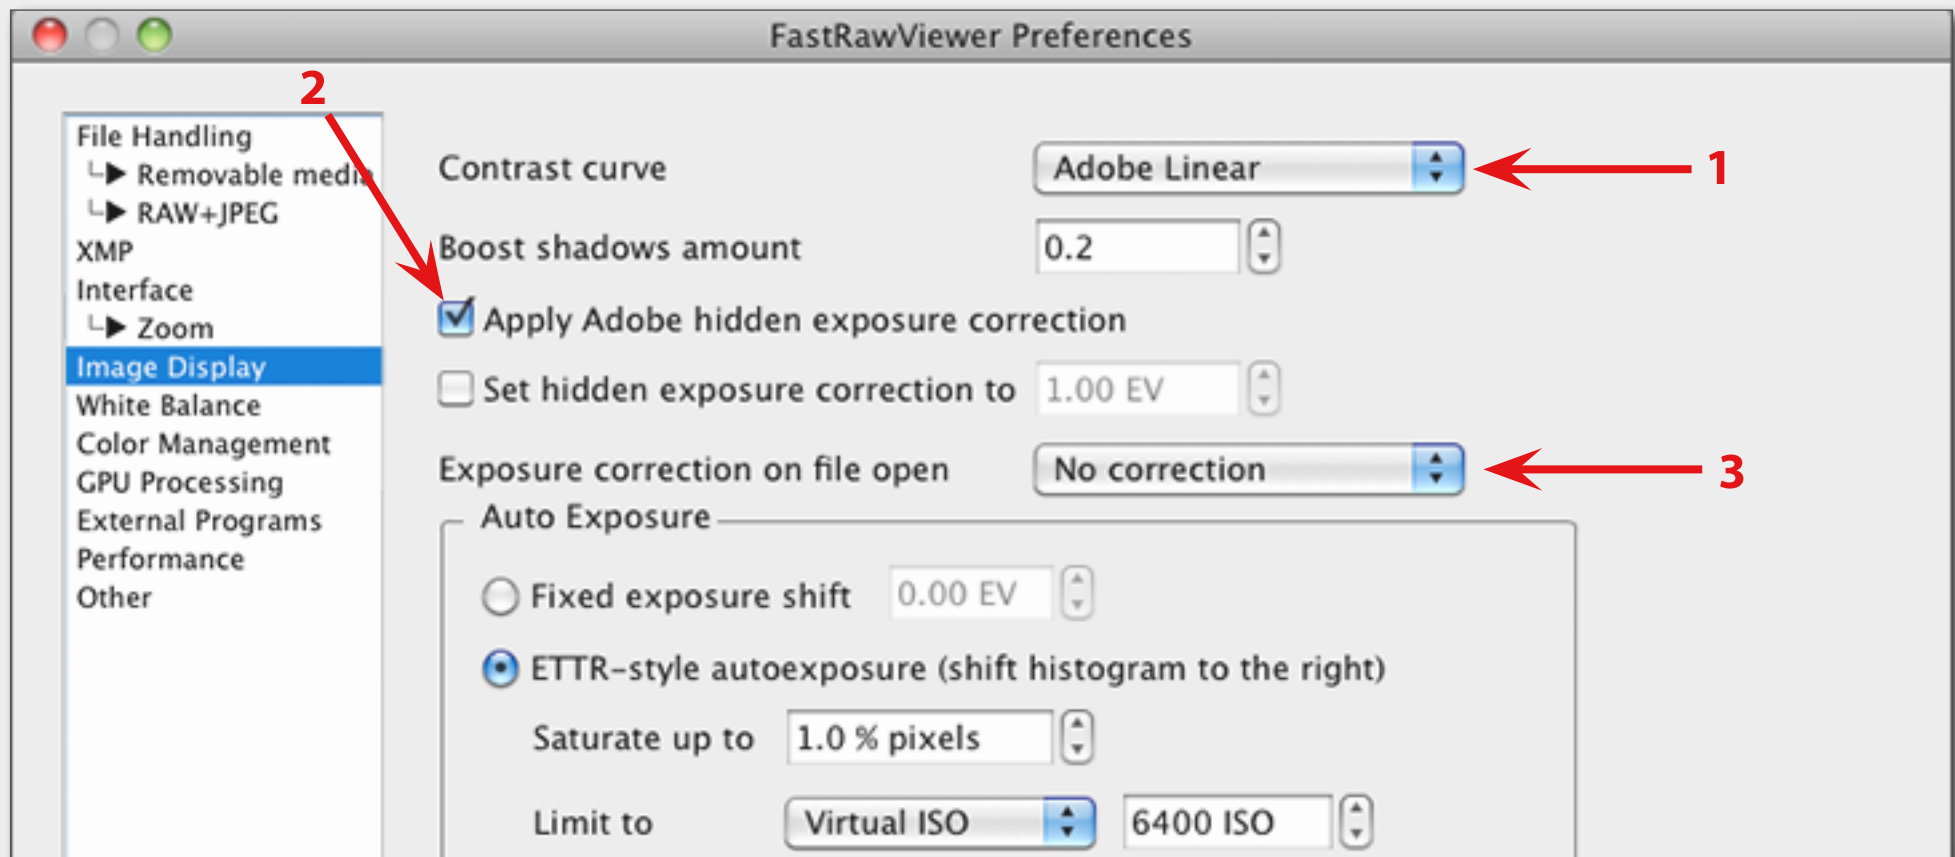 FastRawViewer Preferences
2
File Handling
Removable media
RAW+JPEG
XMP
Interface
Zoom
Image Display
White Balance
Color Management
GPU Processing
External Programs
Performance
Other
Contrast curve Adobe Linear 1
Boost shadows amount 0.2
Apply Adobe hidden exposure correction
Set hidden exposure correction to 1.00 EV
Exposure correction on file open No correction 3
Auto Exposure
Fixed exposure shift 0.00 EV
ETTR-style autoexposure (shift histogram to the right)
Saturate up to 1.0 % pixels
Limit to Virtual ISO 6400 ISO